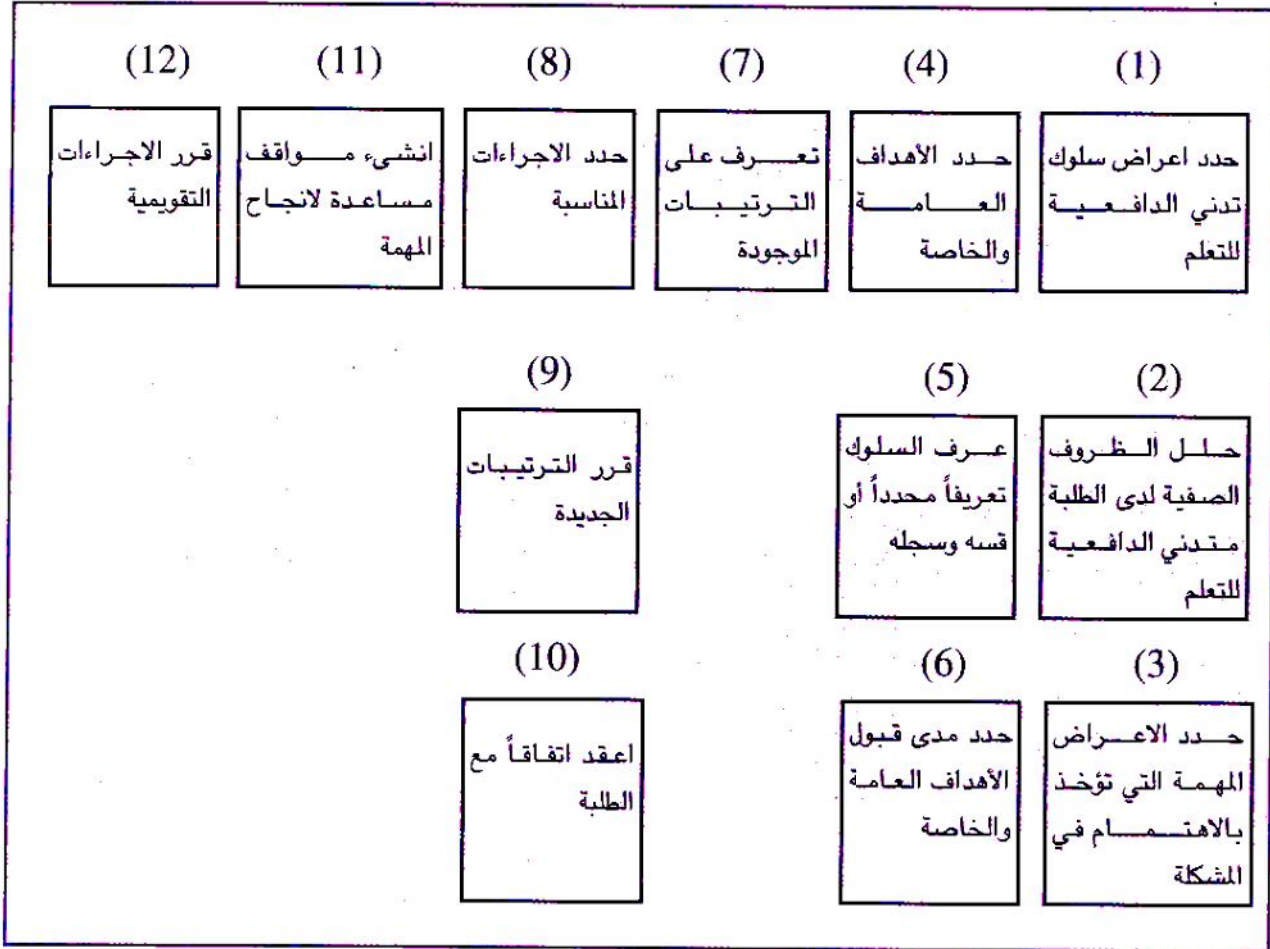 (1)
حدد اعراض سلوك
تدني الدافعية
للتعلم
(4)
حدد الأهداف
العامة
والخاصة
(7)
تعرف على
الترتيبات
الموجودة
(8)
حدد الاجراءات
المناسبة
(11)
انشىء مواقف
مساعدة لانجاح
المهمة
(12)
قرر الاجراءات
التقويمية
(2)
حلل الظروف
الصفية لدى الطلبة
متدني الدافعية
للتعلم
(5)
عرف السلوك
تعريفاً محدداً أو
قسه وسجله
(9)
قرر الترتيبات
الجديدة
(3)
حدد الاعراض
المهمة التي تؤخذ
بالاهتمام في
المشكلة
(6)
حدد مدى قبول
الأهداف العامة
والخاصة
(10)
اعقد اتفاقاً مع
الطلبة